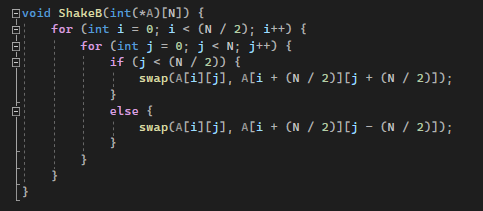 void ShakeB(int(*A)[N]) {
    for (int i = 0; i < (N / 2); i++) {
        for (int j = 0; j < N; j++) {
            if (j < (N / 2)) {
                swap(A[i][j], A[i + (N / 2)][j + (N / 2)]);
            }
            else {
                swap(A[i][j], A[i + (N / 2)][j - (N / 2)]);
            }
        }
    }
}